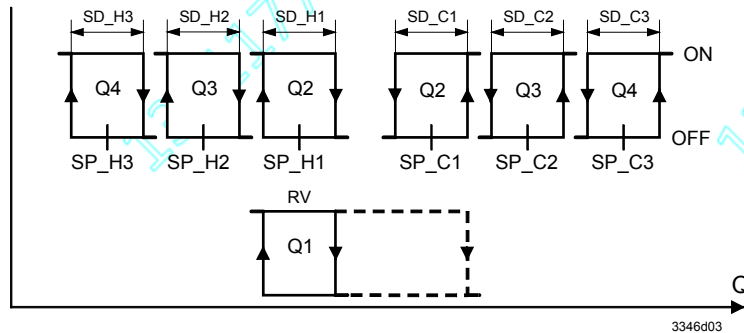 SD_H3 SD_H2 SD_H1 SD_C1 SD_C2 SD_C3
ON
Q4 Q3 Q2 Q2 Q3 Q4
OFF
SP_H3 SP_H2 SP_H1 SP_C1 SP_C2 SP_C3
RV
Q1
Q
3346d03